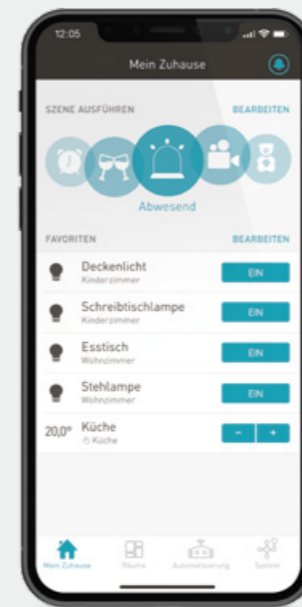 12:05
Mein Zuhause
SZENE AUSFÜHREN BEARBEITEN
Abwesend
FAVORITEN BEARBEITEN
Deckenlicht EIN
Kinderzimmer
Schreibtischlampe EIN
Kinderzimmer
Esstisch EIN
Wohnzimmer
Stehlampe EIN
Wohnzimmer
20,0° Küche - +
Küche
Mein Zuhause Räume Automatisierung System